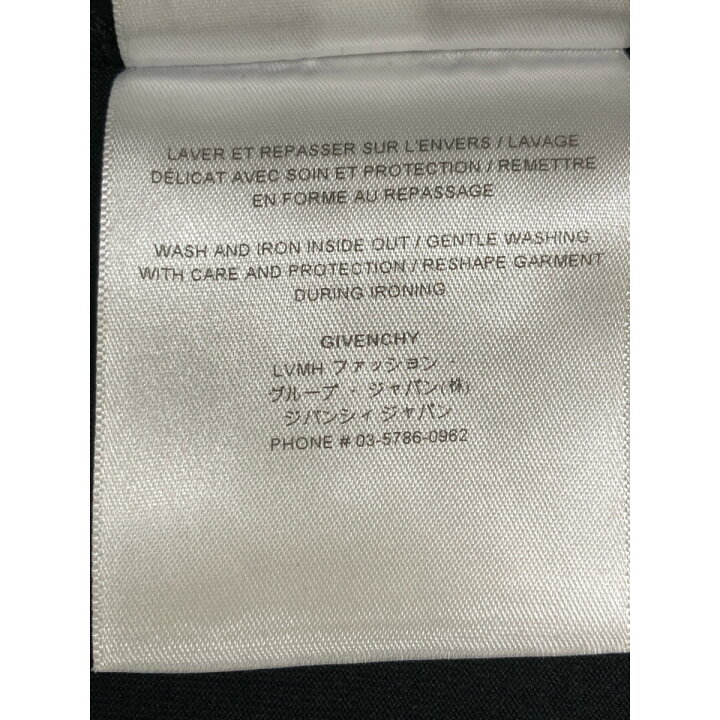 LAVER ET REPASSER SUR L'ENVERS / LAVAGE
DÉLICAT AVEC SOIN ET PROTECTION / REMETTRE
EN FORME AU REPASSAGE
WASH AND IRON INSIDE OUT / GENTLE WASHING
WITH CARE AND PROTECTION / RESHAPE GARMENT
DURING IRONING
GIVENCHY
LVMH ファッション ·
グループ · ジャパン(株)
ジバンシィ ジャパン
PHONE # 03-5786-0962